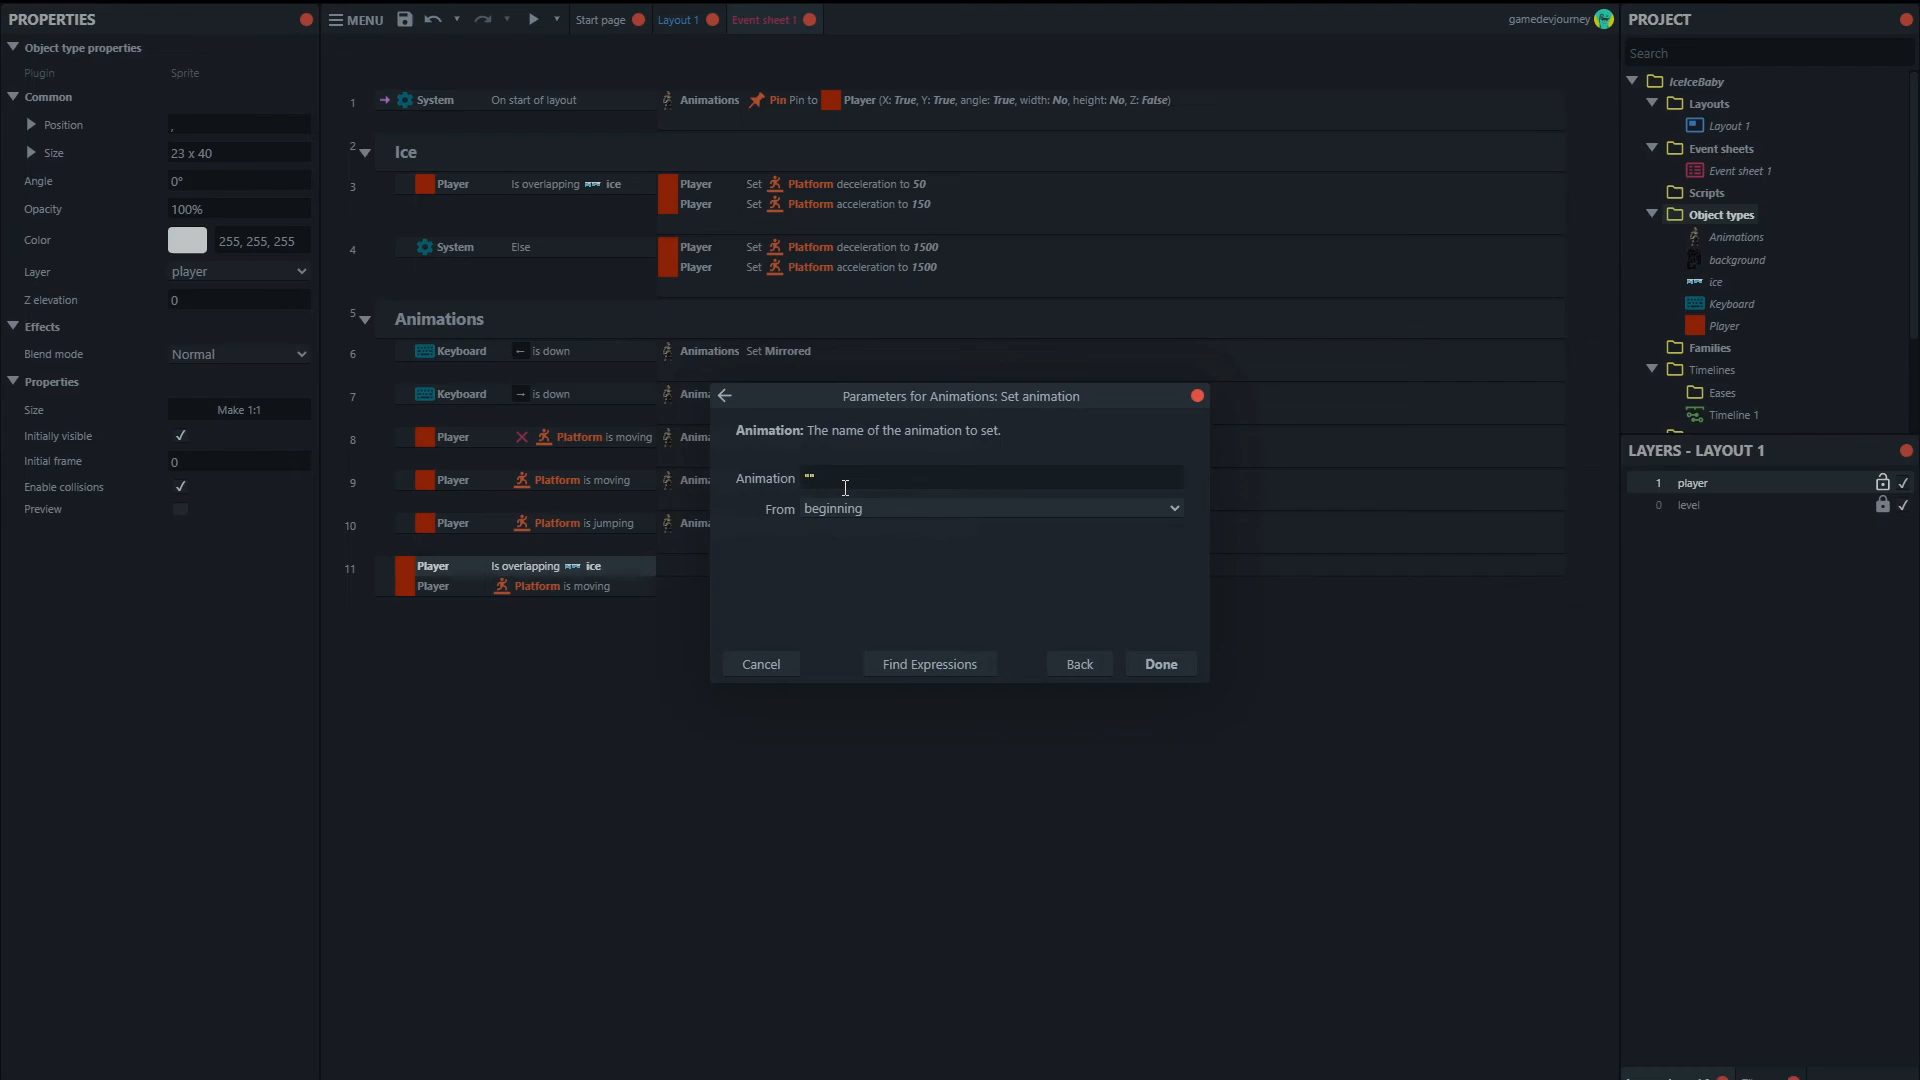 PROPERTIES
Object type properties
Plugin Sprite
Common
Position ,
Size 23 x 40
Angle 0°
Opacity 100%
Color 255, 255, 255
Layer player
Z elevation 0
Effects
Blend mode Normal
Properties
Size Make 1:1
Initially visible
Initial frame 0
Enable collisions
Preview
MENU Start page Layout 1 Event sheet 1 gamedevjourney
1 System On start of layout Animations Pin Pin to Player (X: True, Y: True, angle: True, width: No, height: No, Z: False)
2 Ice
3 Player Is overlapping ice Player Set Platform deceleration to 50
Player Set Platform acceleration to 150
4 System Else Player Set Platform deceleration to 1500
Player Set Platform acceleration to 1500
5 Animations
6 Keyboard ← is down Animations Set Mirrored
7 Keyboard → is down Anima
8 Player Platform is moving Anima
9 Player Platform is moving Anima
10 Player Platform is jumping Anima
11 Player Is overlapping ice
Player Platform is moving
Parameters for Animations: Set animation
Animation: The name of the animation to set.
Animation ""
From beginning
Cancel Find Expressions Back Done
PROJECT
Search
IceIceBaby
Layouts
Layout 1
Event sheets
Event sheet 1
Scripts
Object types
Animations
background
ice
Keyboard
Player
Families
Timelines
Eases
Timeline 1
LAYERS - LAYOUT 1
1 player
0 level